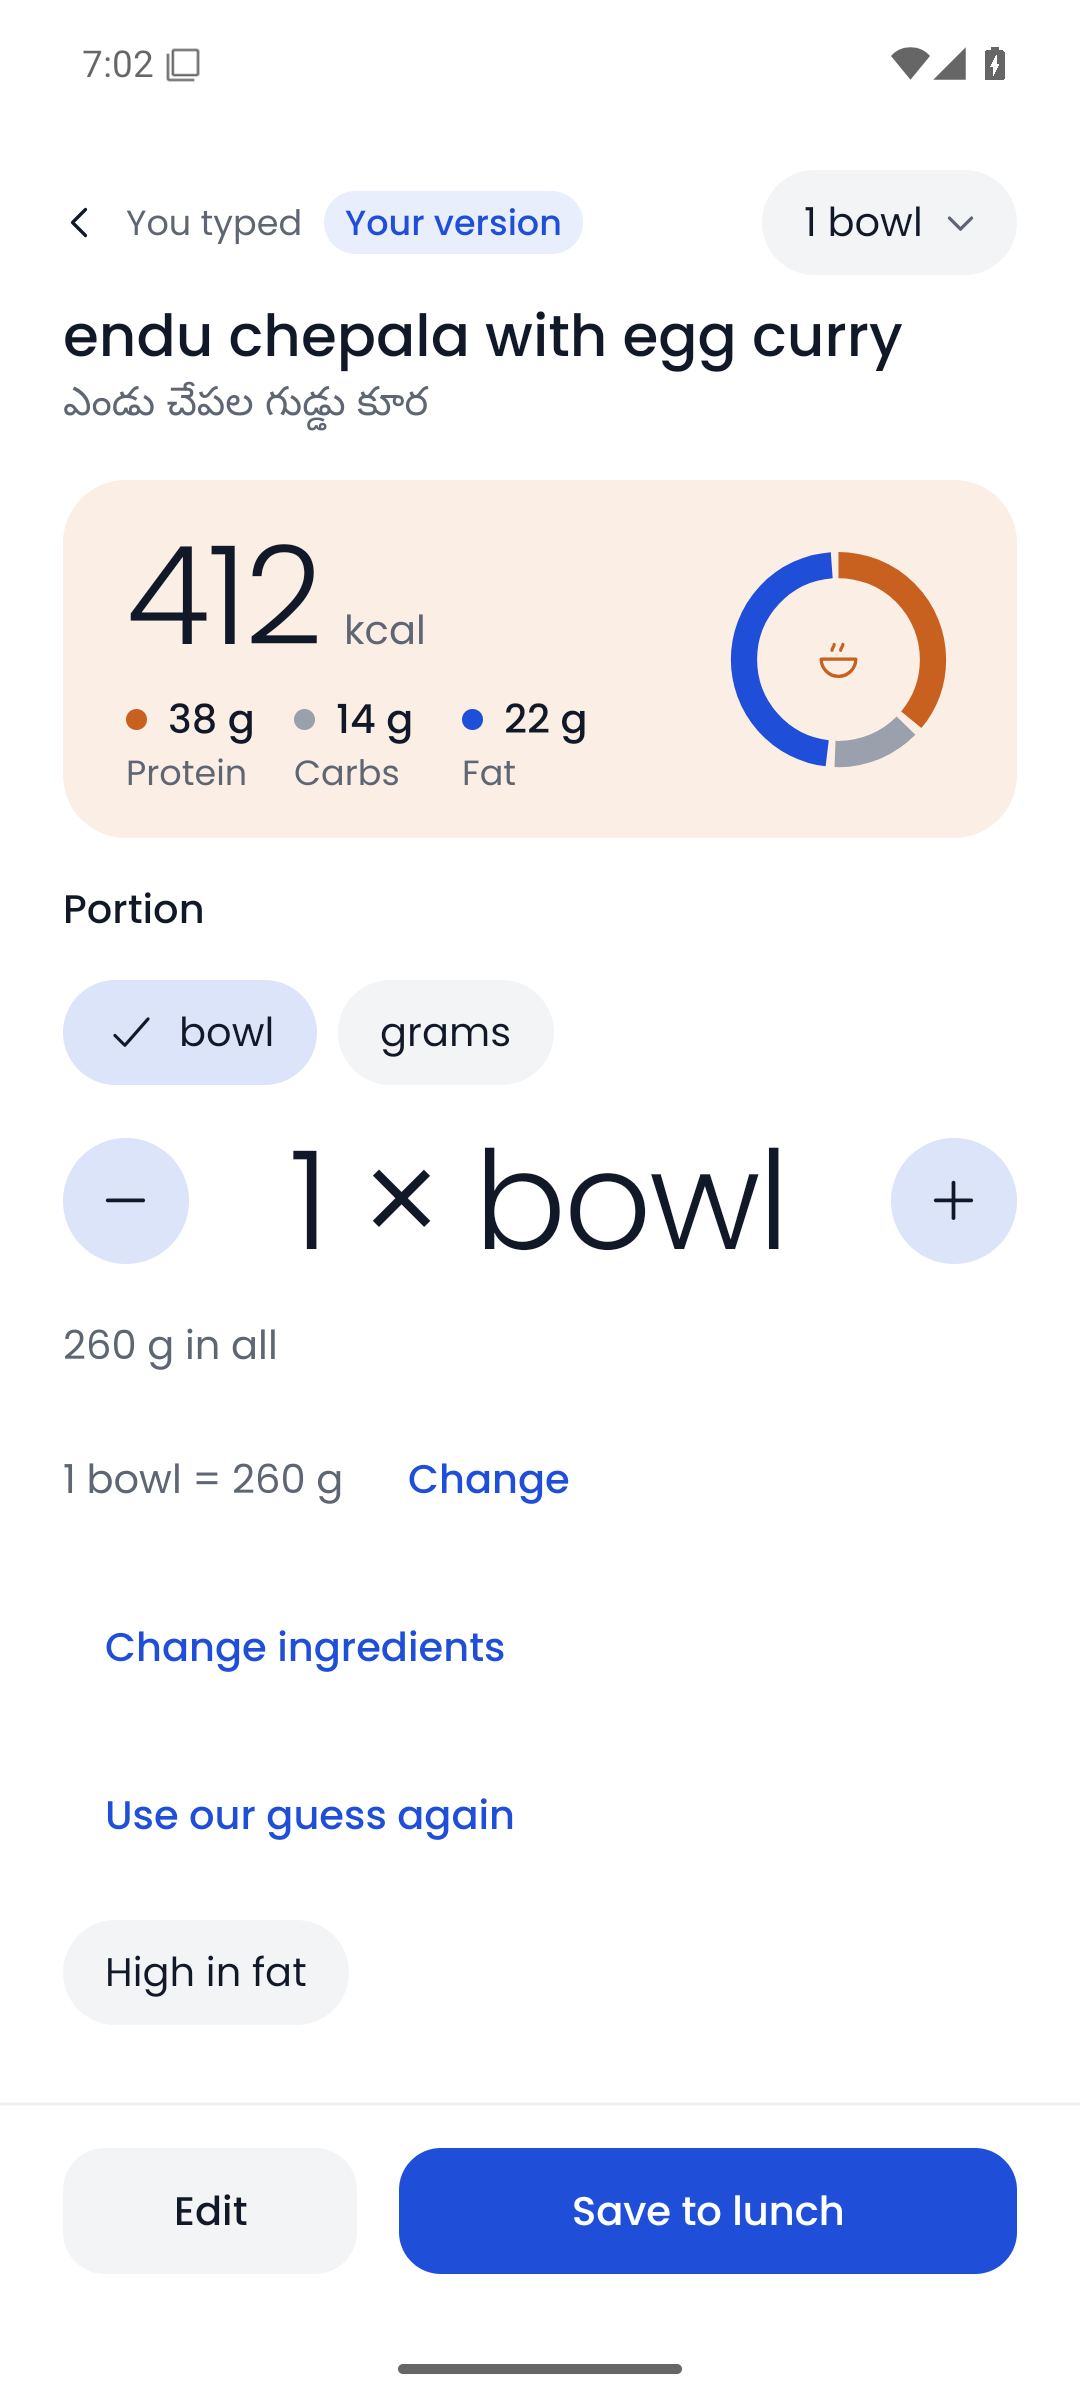 7:02
You typed
Your version
1 bowl
endu chepala with egg curry
ఎండు చేపల గుడ్డు కూర
412 kcal
38 g 14 g 22 g
Protein Carbs Fat
Portion
bowl grams
1 × bowl
260 g in all
1 bowl = 260 g Change
Change ingredients
Use our guess again
High in fat
Edit Save to lunch